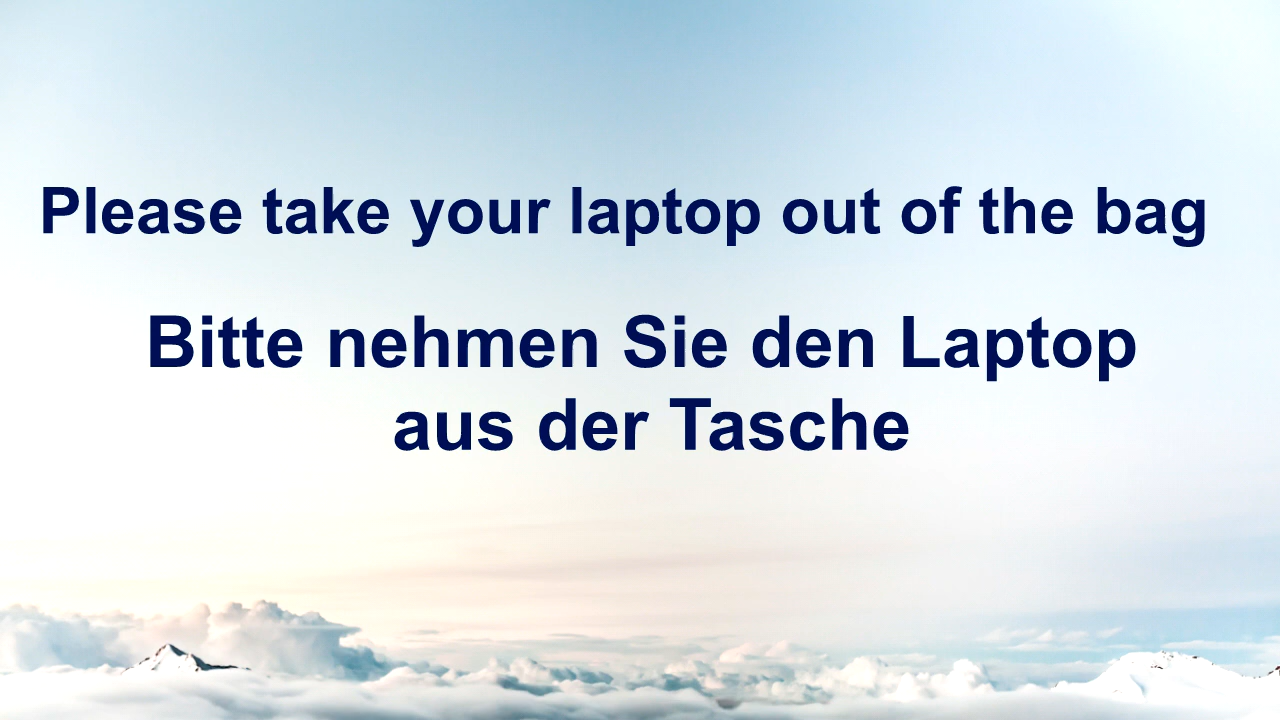 Please take your laptop out of the bag
Bitte nehmen Sie den Laptop
aus der Tasche